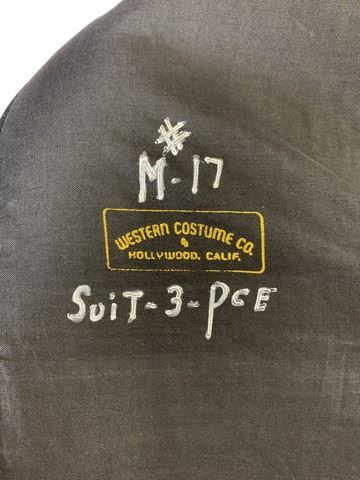 #
M-17
WESTERN COSTUME CO.
HOLLYWOOD, CALIF.
SUiT-3-PCE